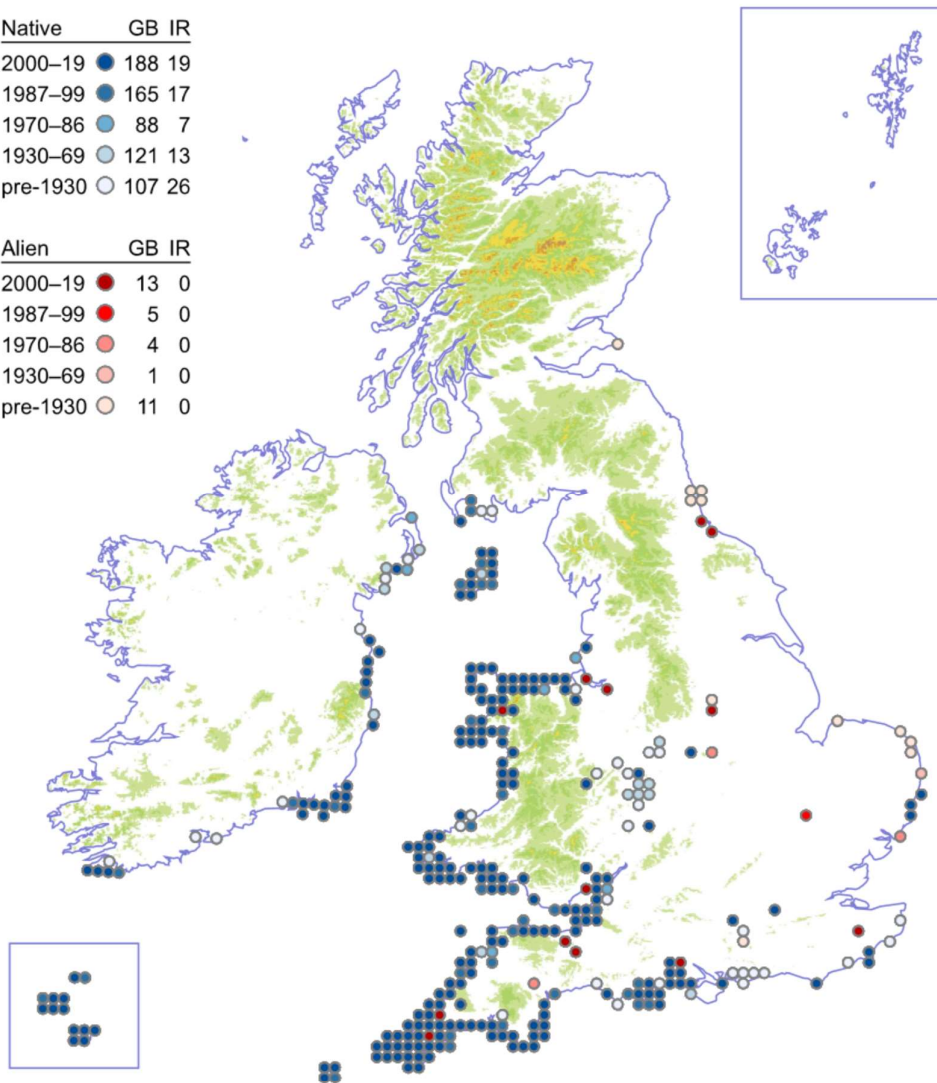 Native GB IR
2000–19 188 19
1987–99 165 17
1970–86 88 7
1930–69 121 13
pre-1930 107 26
Alien GB IR
2000–19 13 0
1987–99 5 0
1970–86 4 0
1930–69 1 0
pre-1930 11 0